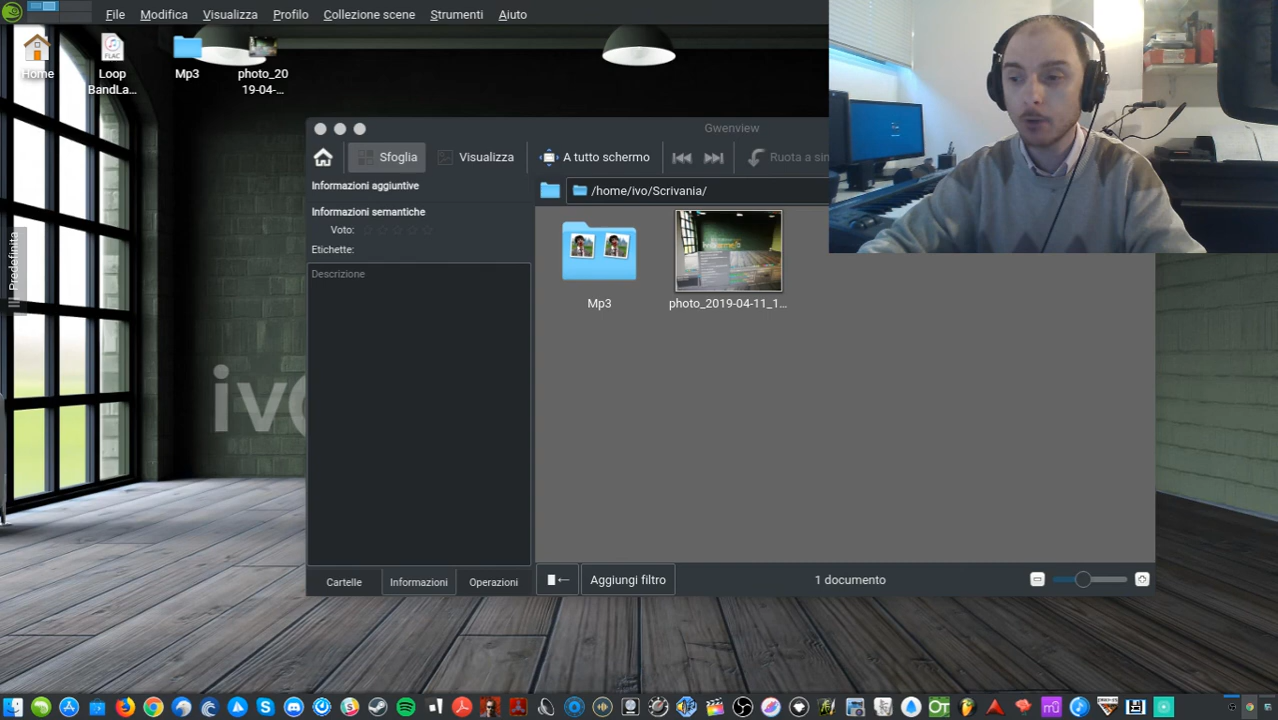 File Modifica Visualizza Profilo Collezione scene Strumenti Aiuto
Home
Loop
BandLa...
FLAC
Mp3
photo_20
19-04-...
Gwenview
Sfoglia
Visualizza
A tutto schermo
Ruota a sin
Informazioni aggiuntive
/home/ivo/Scrivania/
Informazioni semantiche
Voto:
Etichette:
Descrizione
Predefinita
Mp3
photo_2019-04-11_1...
ivo
Cartelle
Informazioni
Operazioni
Aggiungi filtro
1 documento